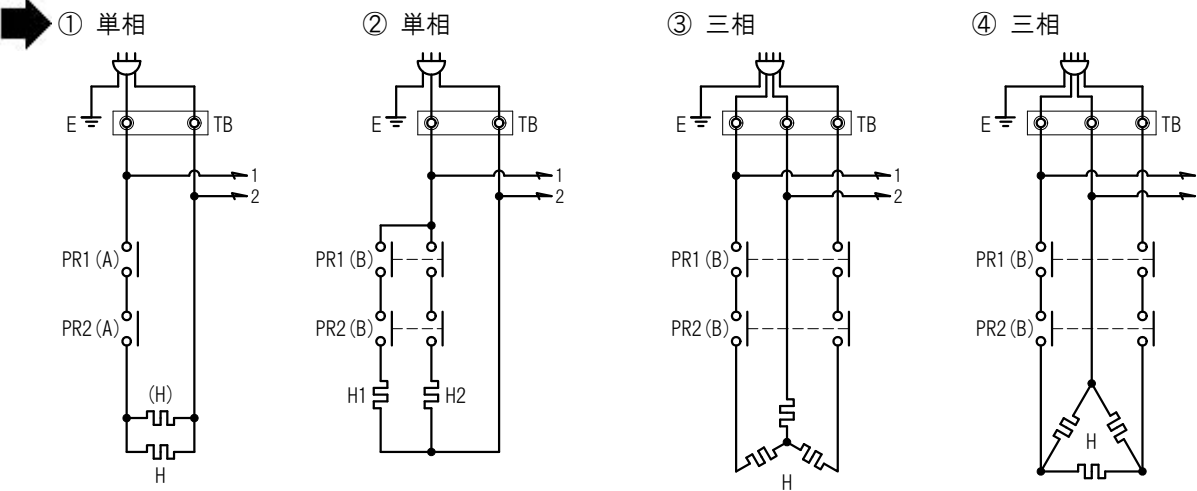 ① 単相
② 単相
③ 三相
④ 三相
E
TB
1
2
PR1(A)
PR2(A)
(H)
H
E
TB
1
2
PR1(B)
PR2(B)
H1
H2
E
TB
1
2
PR1(B)
PR2(B)
H
E
TB
PR1(B)
PR2(B)
H